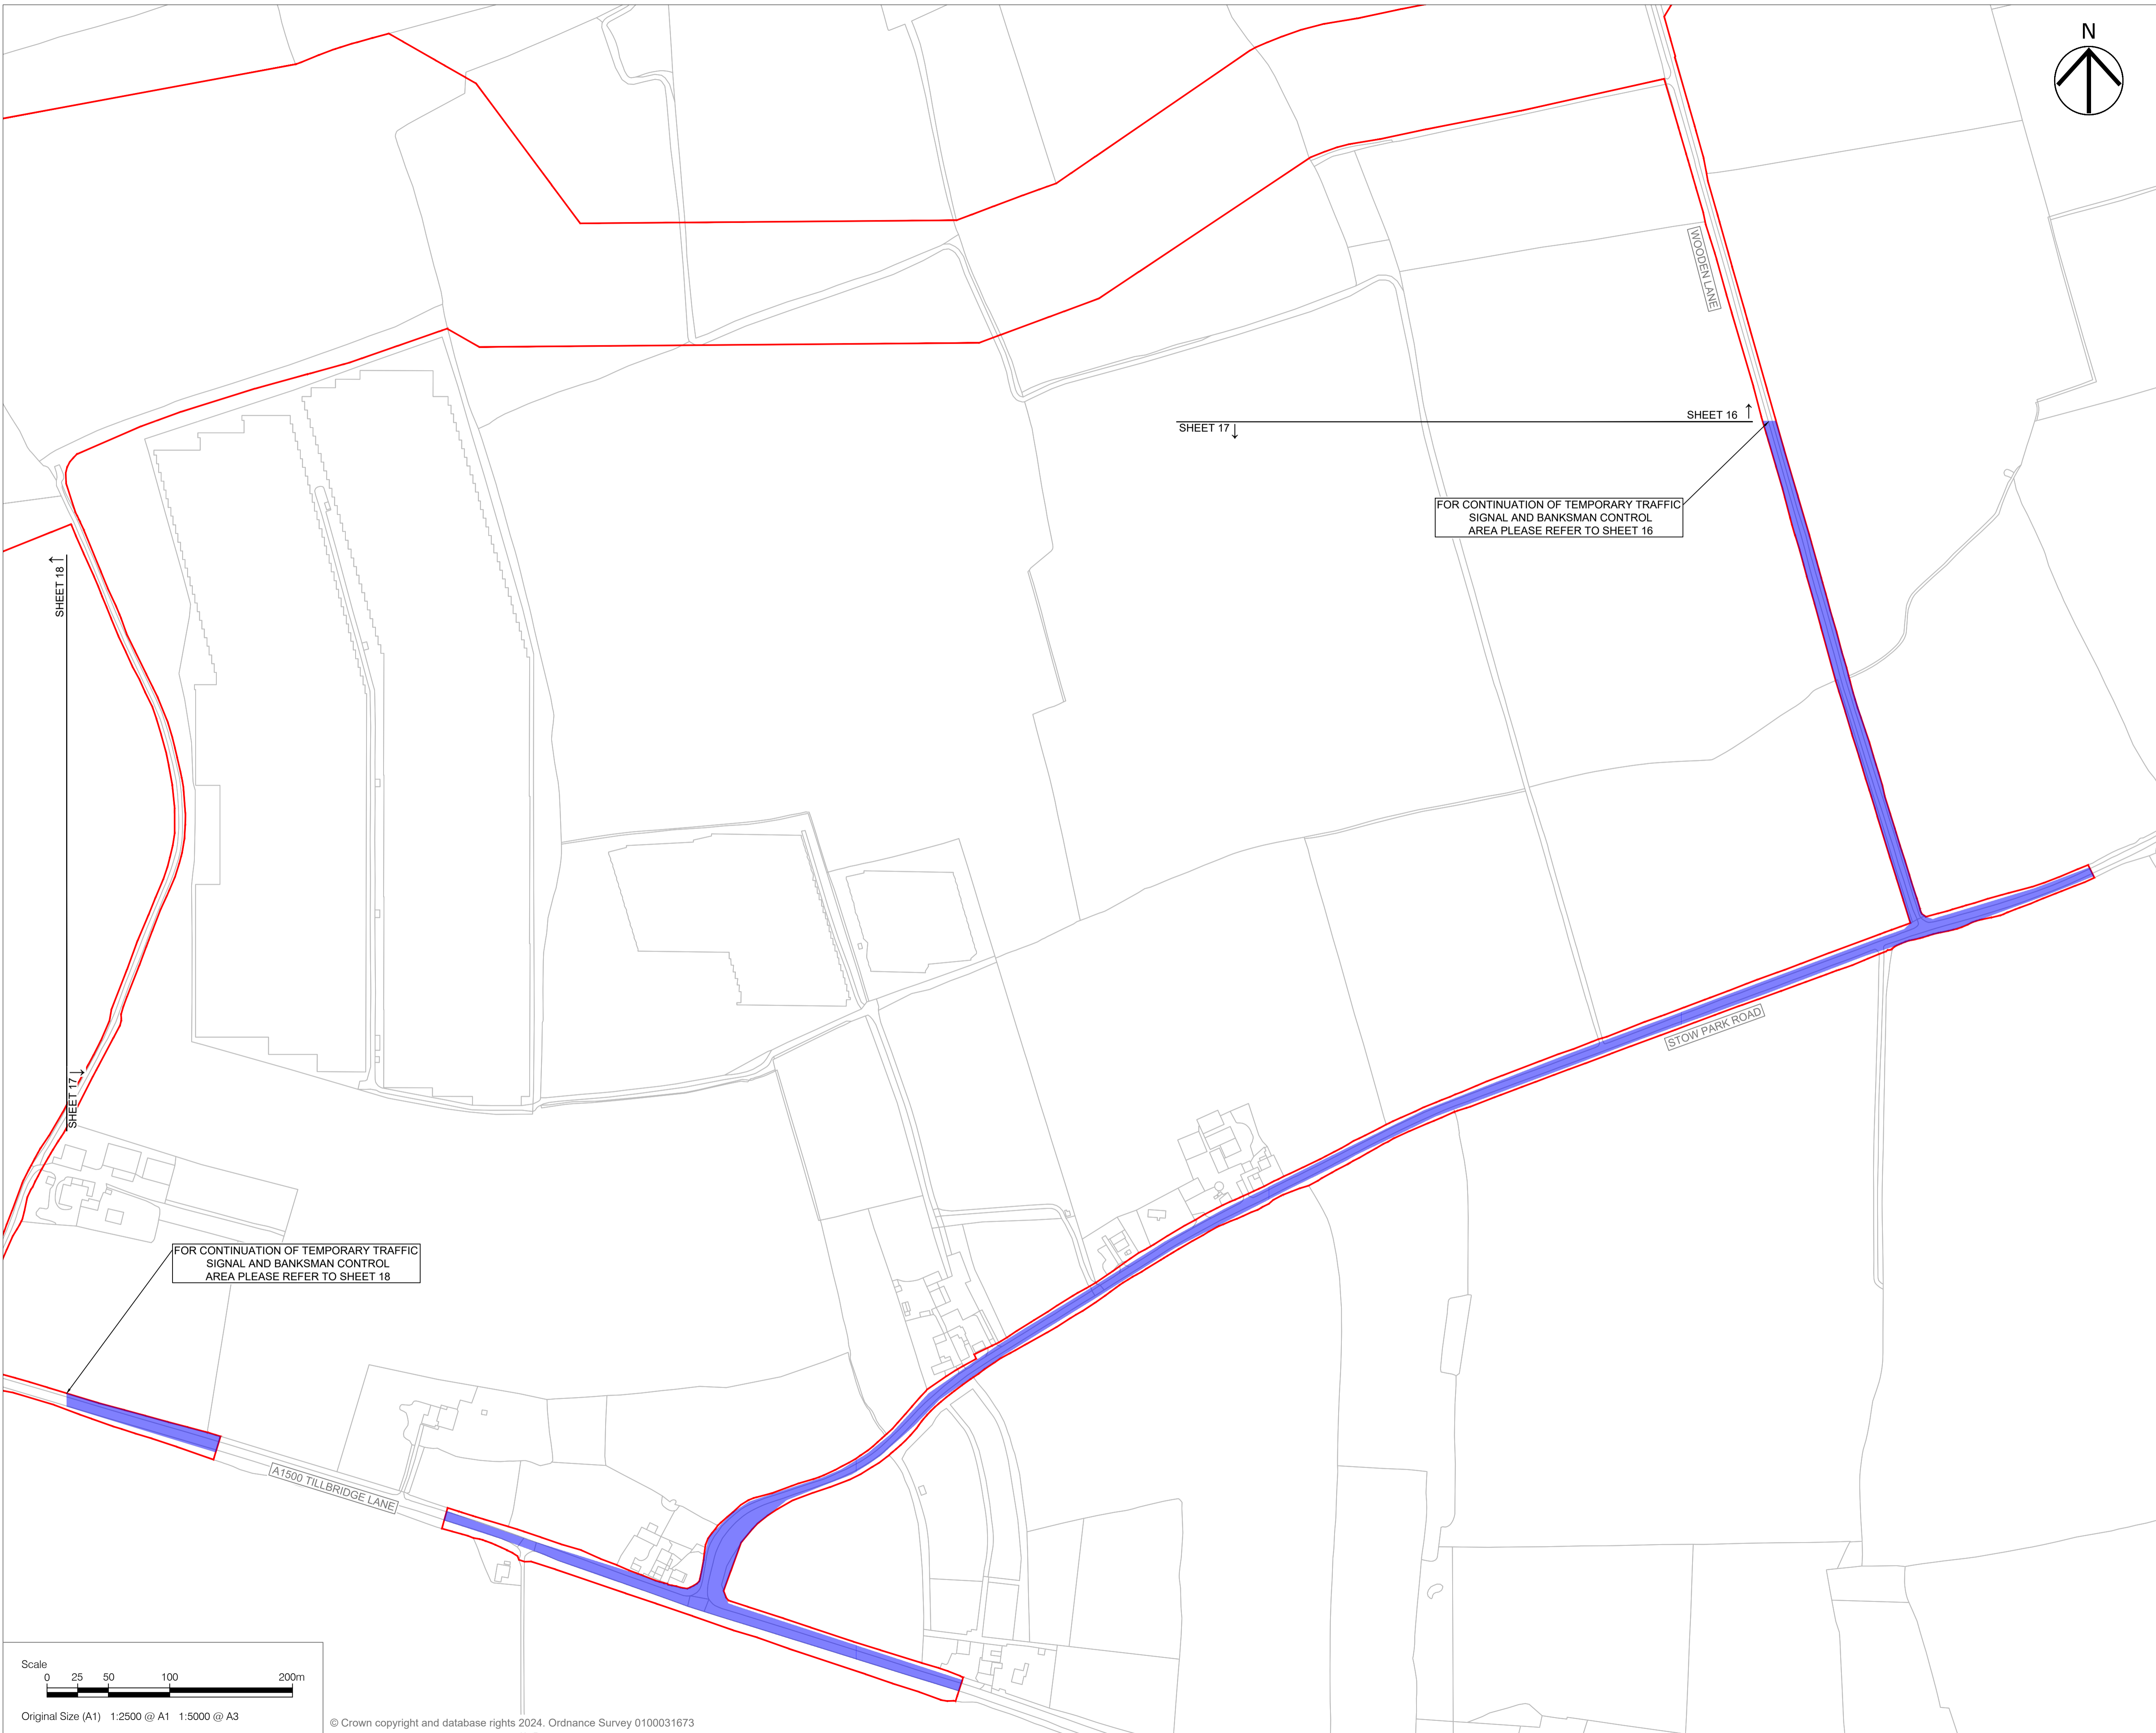 N
WOODEN LANE
SHEET 16 ↑
SHEET 17 ↓
FOR CONTINUATION OF TEMPORARY TRAFFIC
SIGNAL AND BANKSMAN CONTROL
AREA PLEASE REFER TO SHEET 16
SHEET 18 ↑
SHEET 17 ↓
STOW PARK ROAD
FOR CONTINUATION OF TEMPORARY TRAFFIC
SIGNAL AND BANKSMAN CONTROL
AREA PLEASE REFER TO SHEET 18
A1500 TILLBRIDGE LANE
Scale
0 25 50 100 200m
Original Size (A1) 1:2500 @ A1 1:5000 @ A3
© Crown copyright and database rights 2024. Ordnance Survey 0100031673